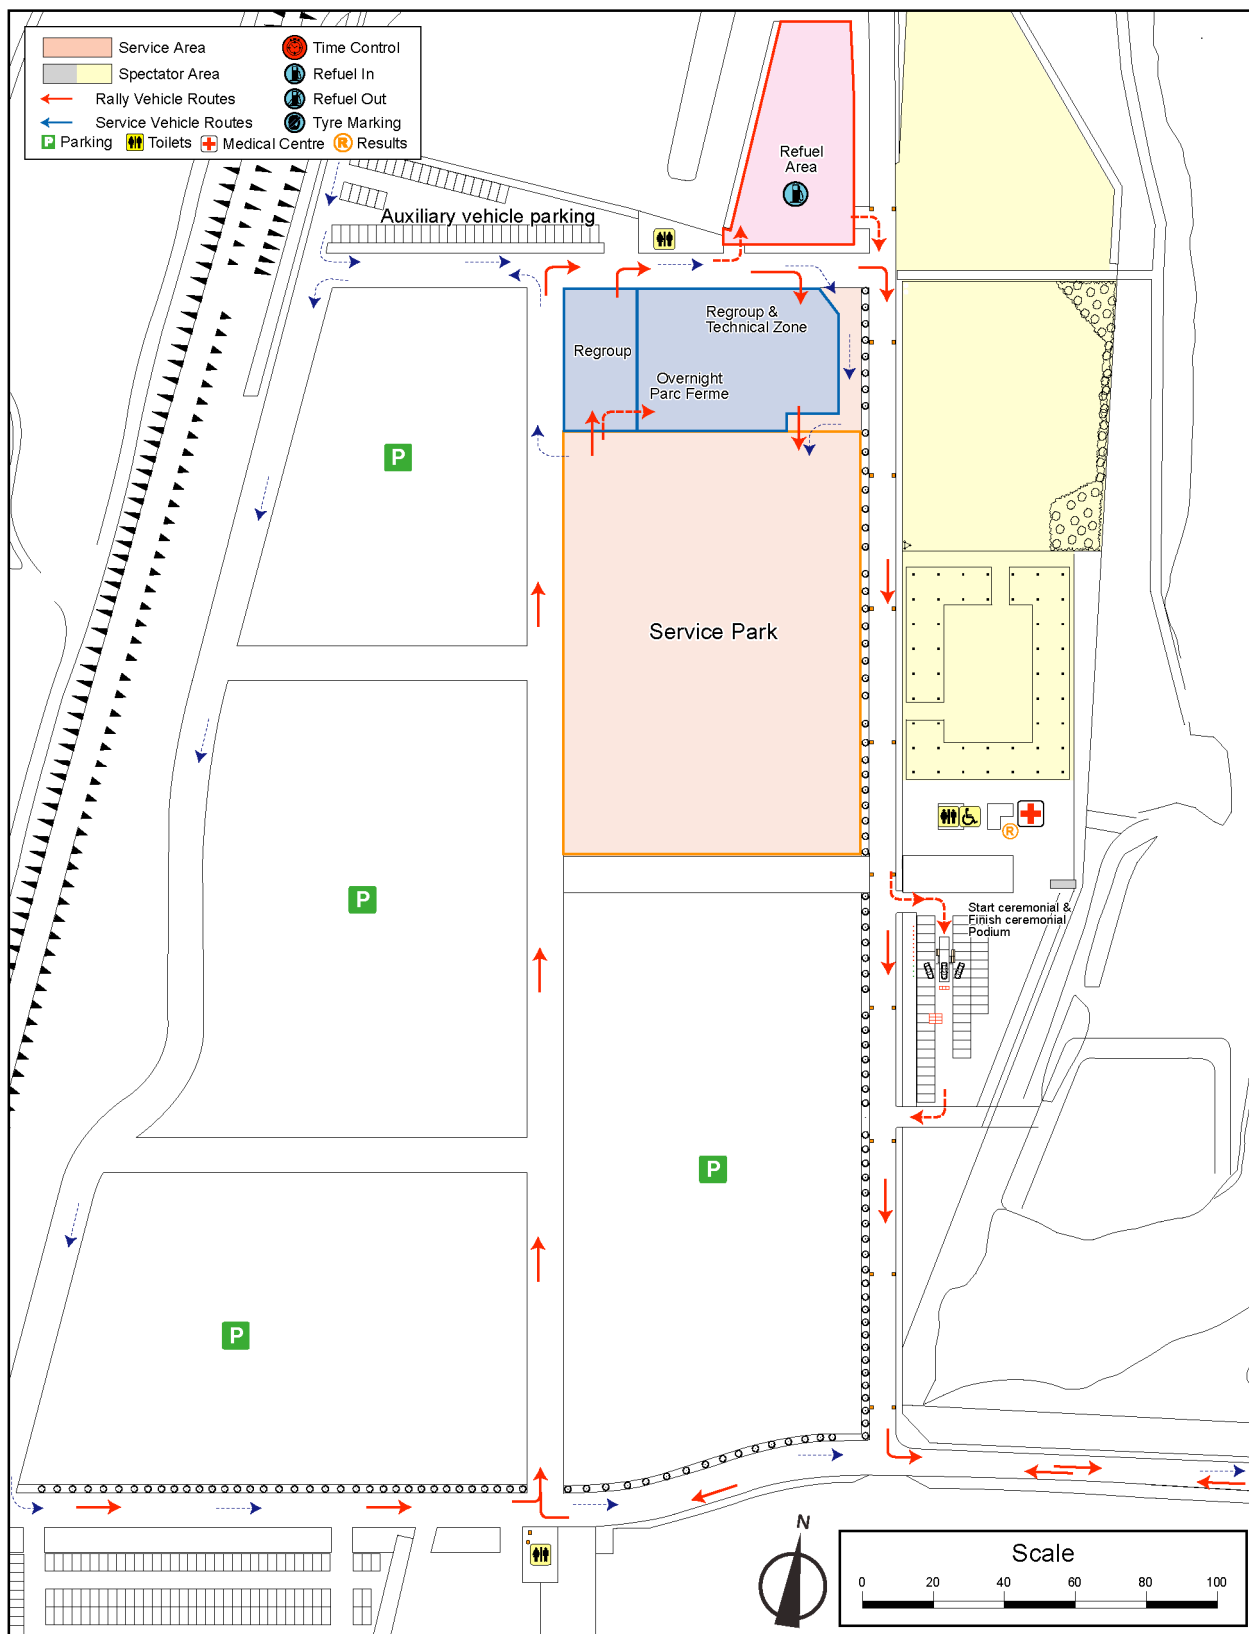 Service Area
Time Control
Spectator Area
Refuel In
Rally Vehicle Routes
Refuel Out
Service Vehicle Routes
Tyre Marking
P Parking
Toilets
Medical Centre
R Results
Refuel
Area
Auxiliary vehicle parking
Regroup &
Technical Zone
Regroup
Overnight
Parc Ferme
P
Service Park
R
P
Start ceremonial &
Finish ceremonial
Podium
P
P
N
Scale
0 20 40 60 80 100